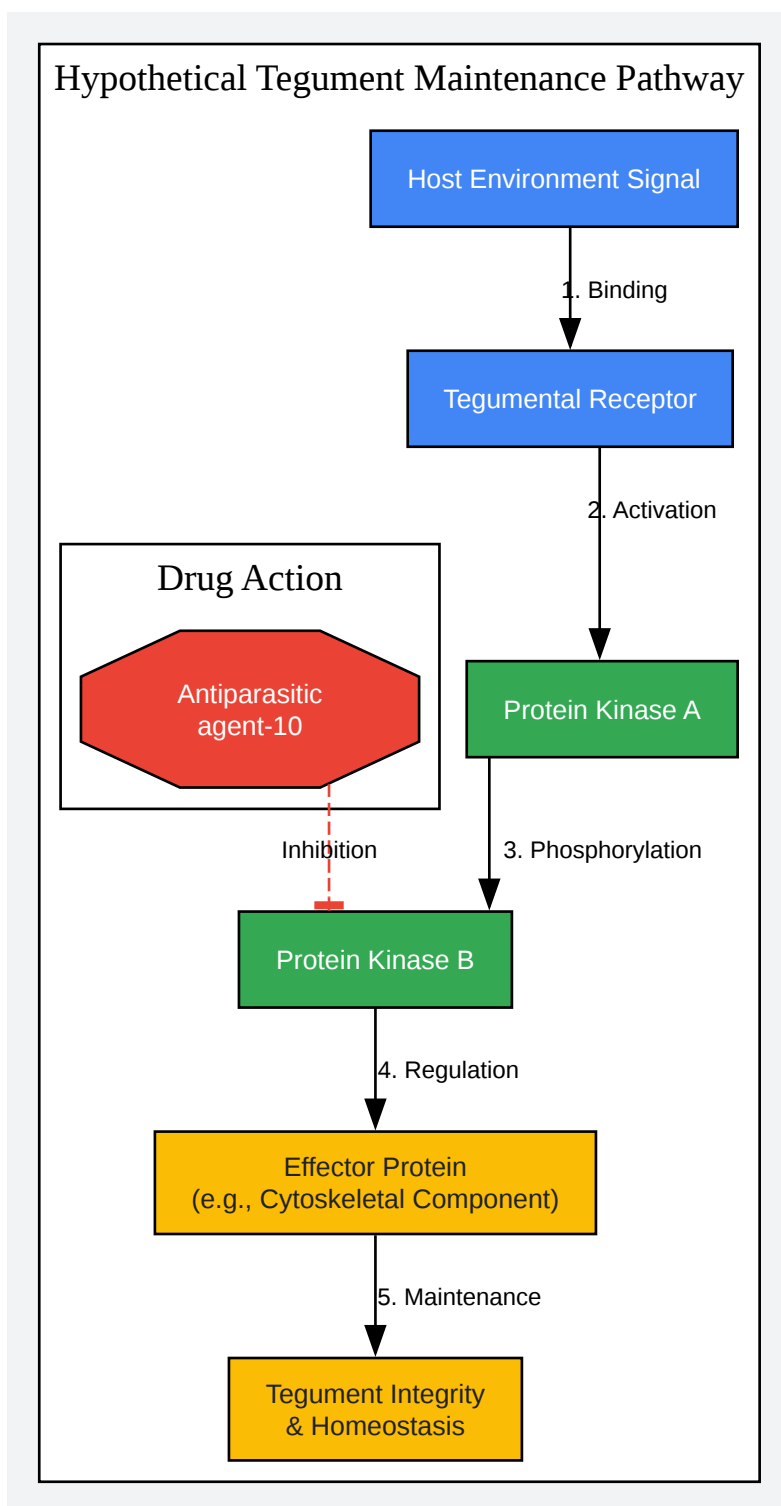 Hypothetical Tegument Maintenance Pathway
Host Environment Signal
1. Binding
Tegumental Receptor
2. Activation
Drug Action
Antiparasitic
agent-10
Protein Kinase A
Inhibition
3. Phosphorylation
Protein Kinase B
4. Regulation
Effector Protein
(e.g., Cytoskeletal Component)
5. Maintenance
Tegument Integrity
& Homeostasis